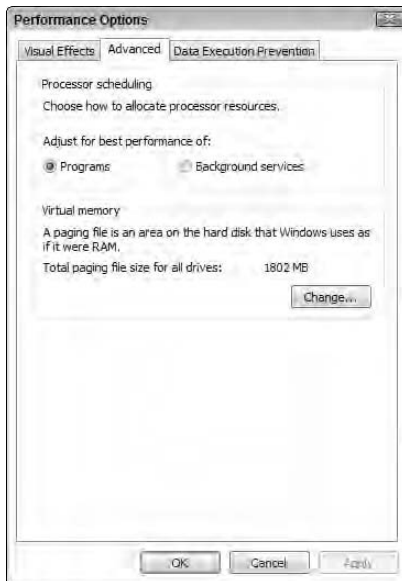 Performance Options
Visual Effects Advanced Data Execution Prevention
Processor scheduling
Choose how to allocate processor resources.
Adjust for best performance of:
Programs Background services
Virtual memory
A paging file is an area on the hard disk that Windows uses as
if it were RAM.
Total paging file size for all drives: 1802 MB
Change...
OK Cancel Apply